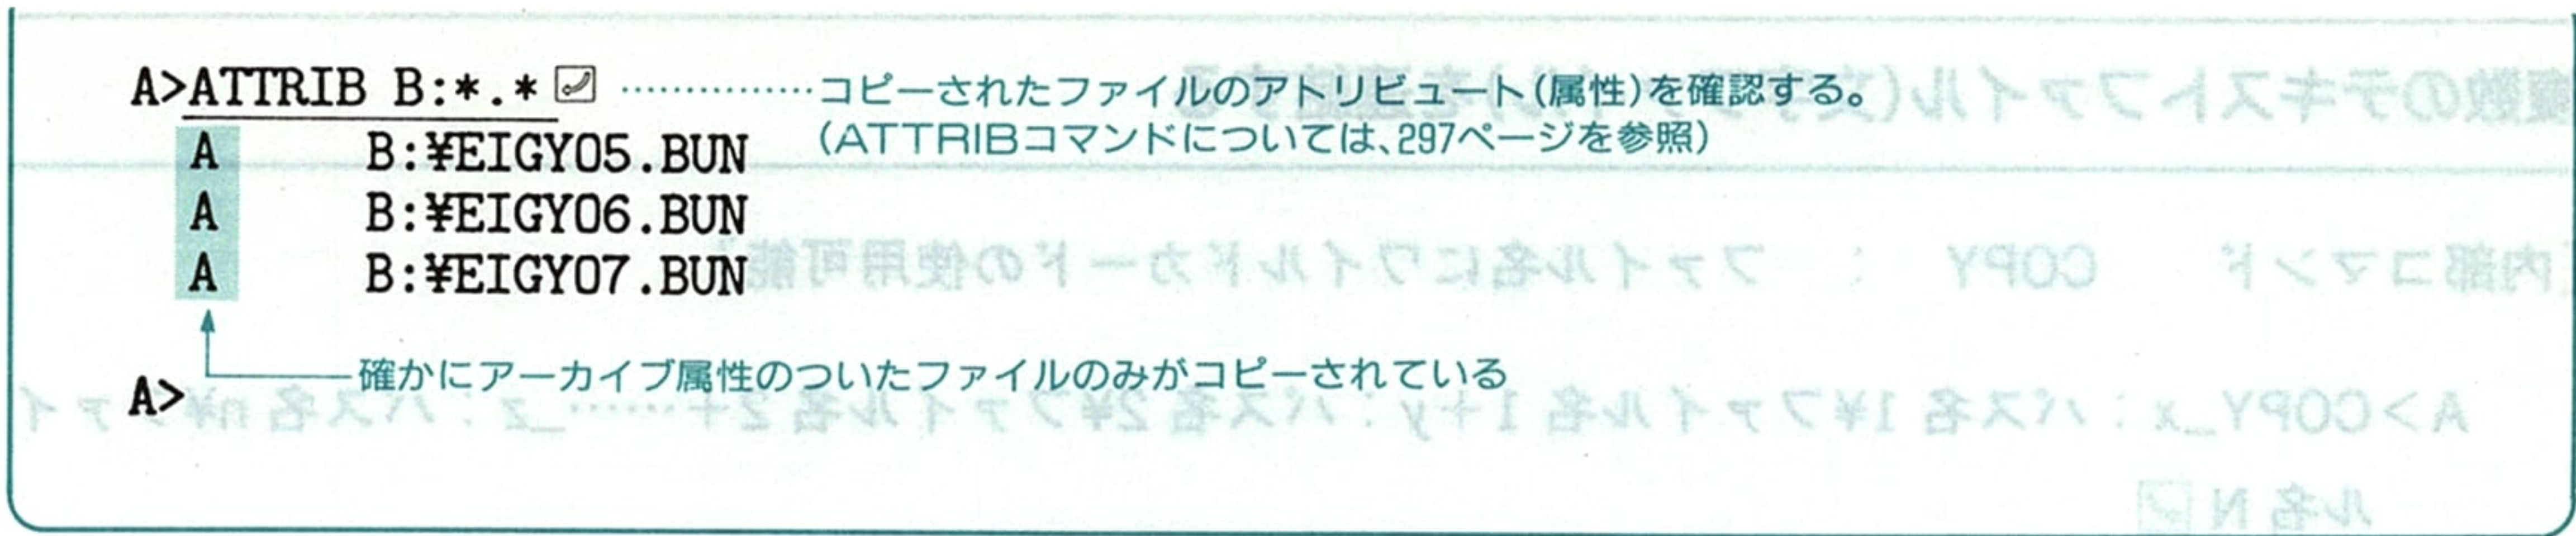 A>ATTRIB B:*.* ……………コピーされたファイルのアトリビュート(属性)を確認する。
(ATTRIBコマンドについては、297ページを参照)
A B:¥EIGYO5.BUN
A B:¥EIGYO6.BUN
A B:¥EIGYO7.BUN
確かにアーカイブ属性のついたファイルのみがコピーされている
A>